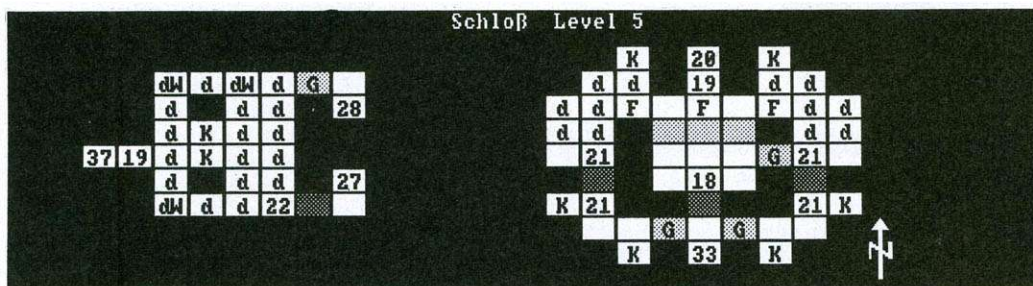 Schloß Level 5
dW d dW d G
d d d 28
d K d d
37 19 d K d d
d d d 27
dW d d 22
K 20 K
d d 19 d d
d d F F F d d
d d d d
21 G 21
18
K 21 21 K
G G
K 33 K
N